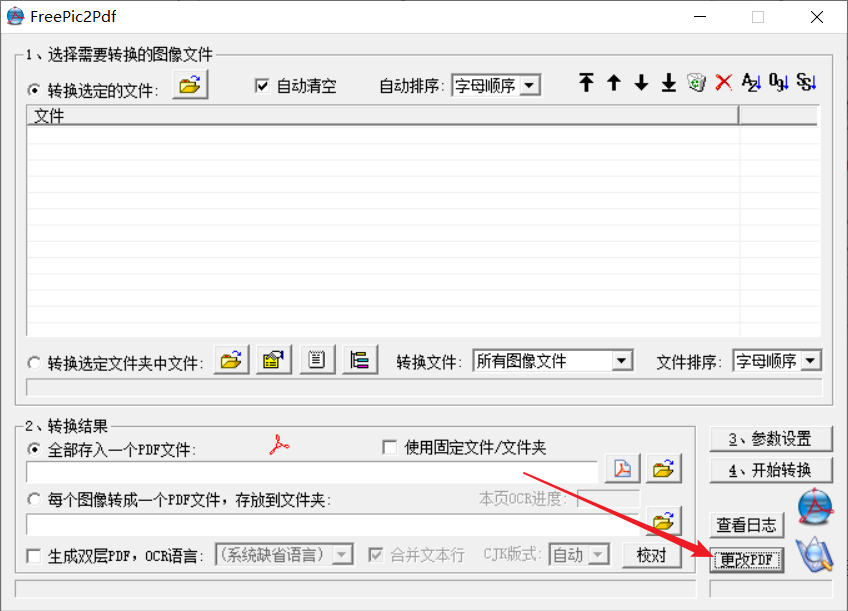 FreePic2Pdf
1、选择需要转换的图像文件
转换选定的文件: 自动清空 自动排序: 字母顺序
文件
转换选定文件夹中文件: 转换文件: 所有图像文件 文件排序: 字母顺序
2、转换结果
全部存入一个PDF文件: 使用固定文件/文件夹
每个图像转成一个PDF文件，存放到文件夹: 本页OCR进度:
生成双层PDF，OCR语言: (系统缺省语言) 合并文本行 CJK版式: 自动 校对
3、参数设置
4、开始转换
查看日志
更改PDF